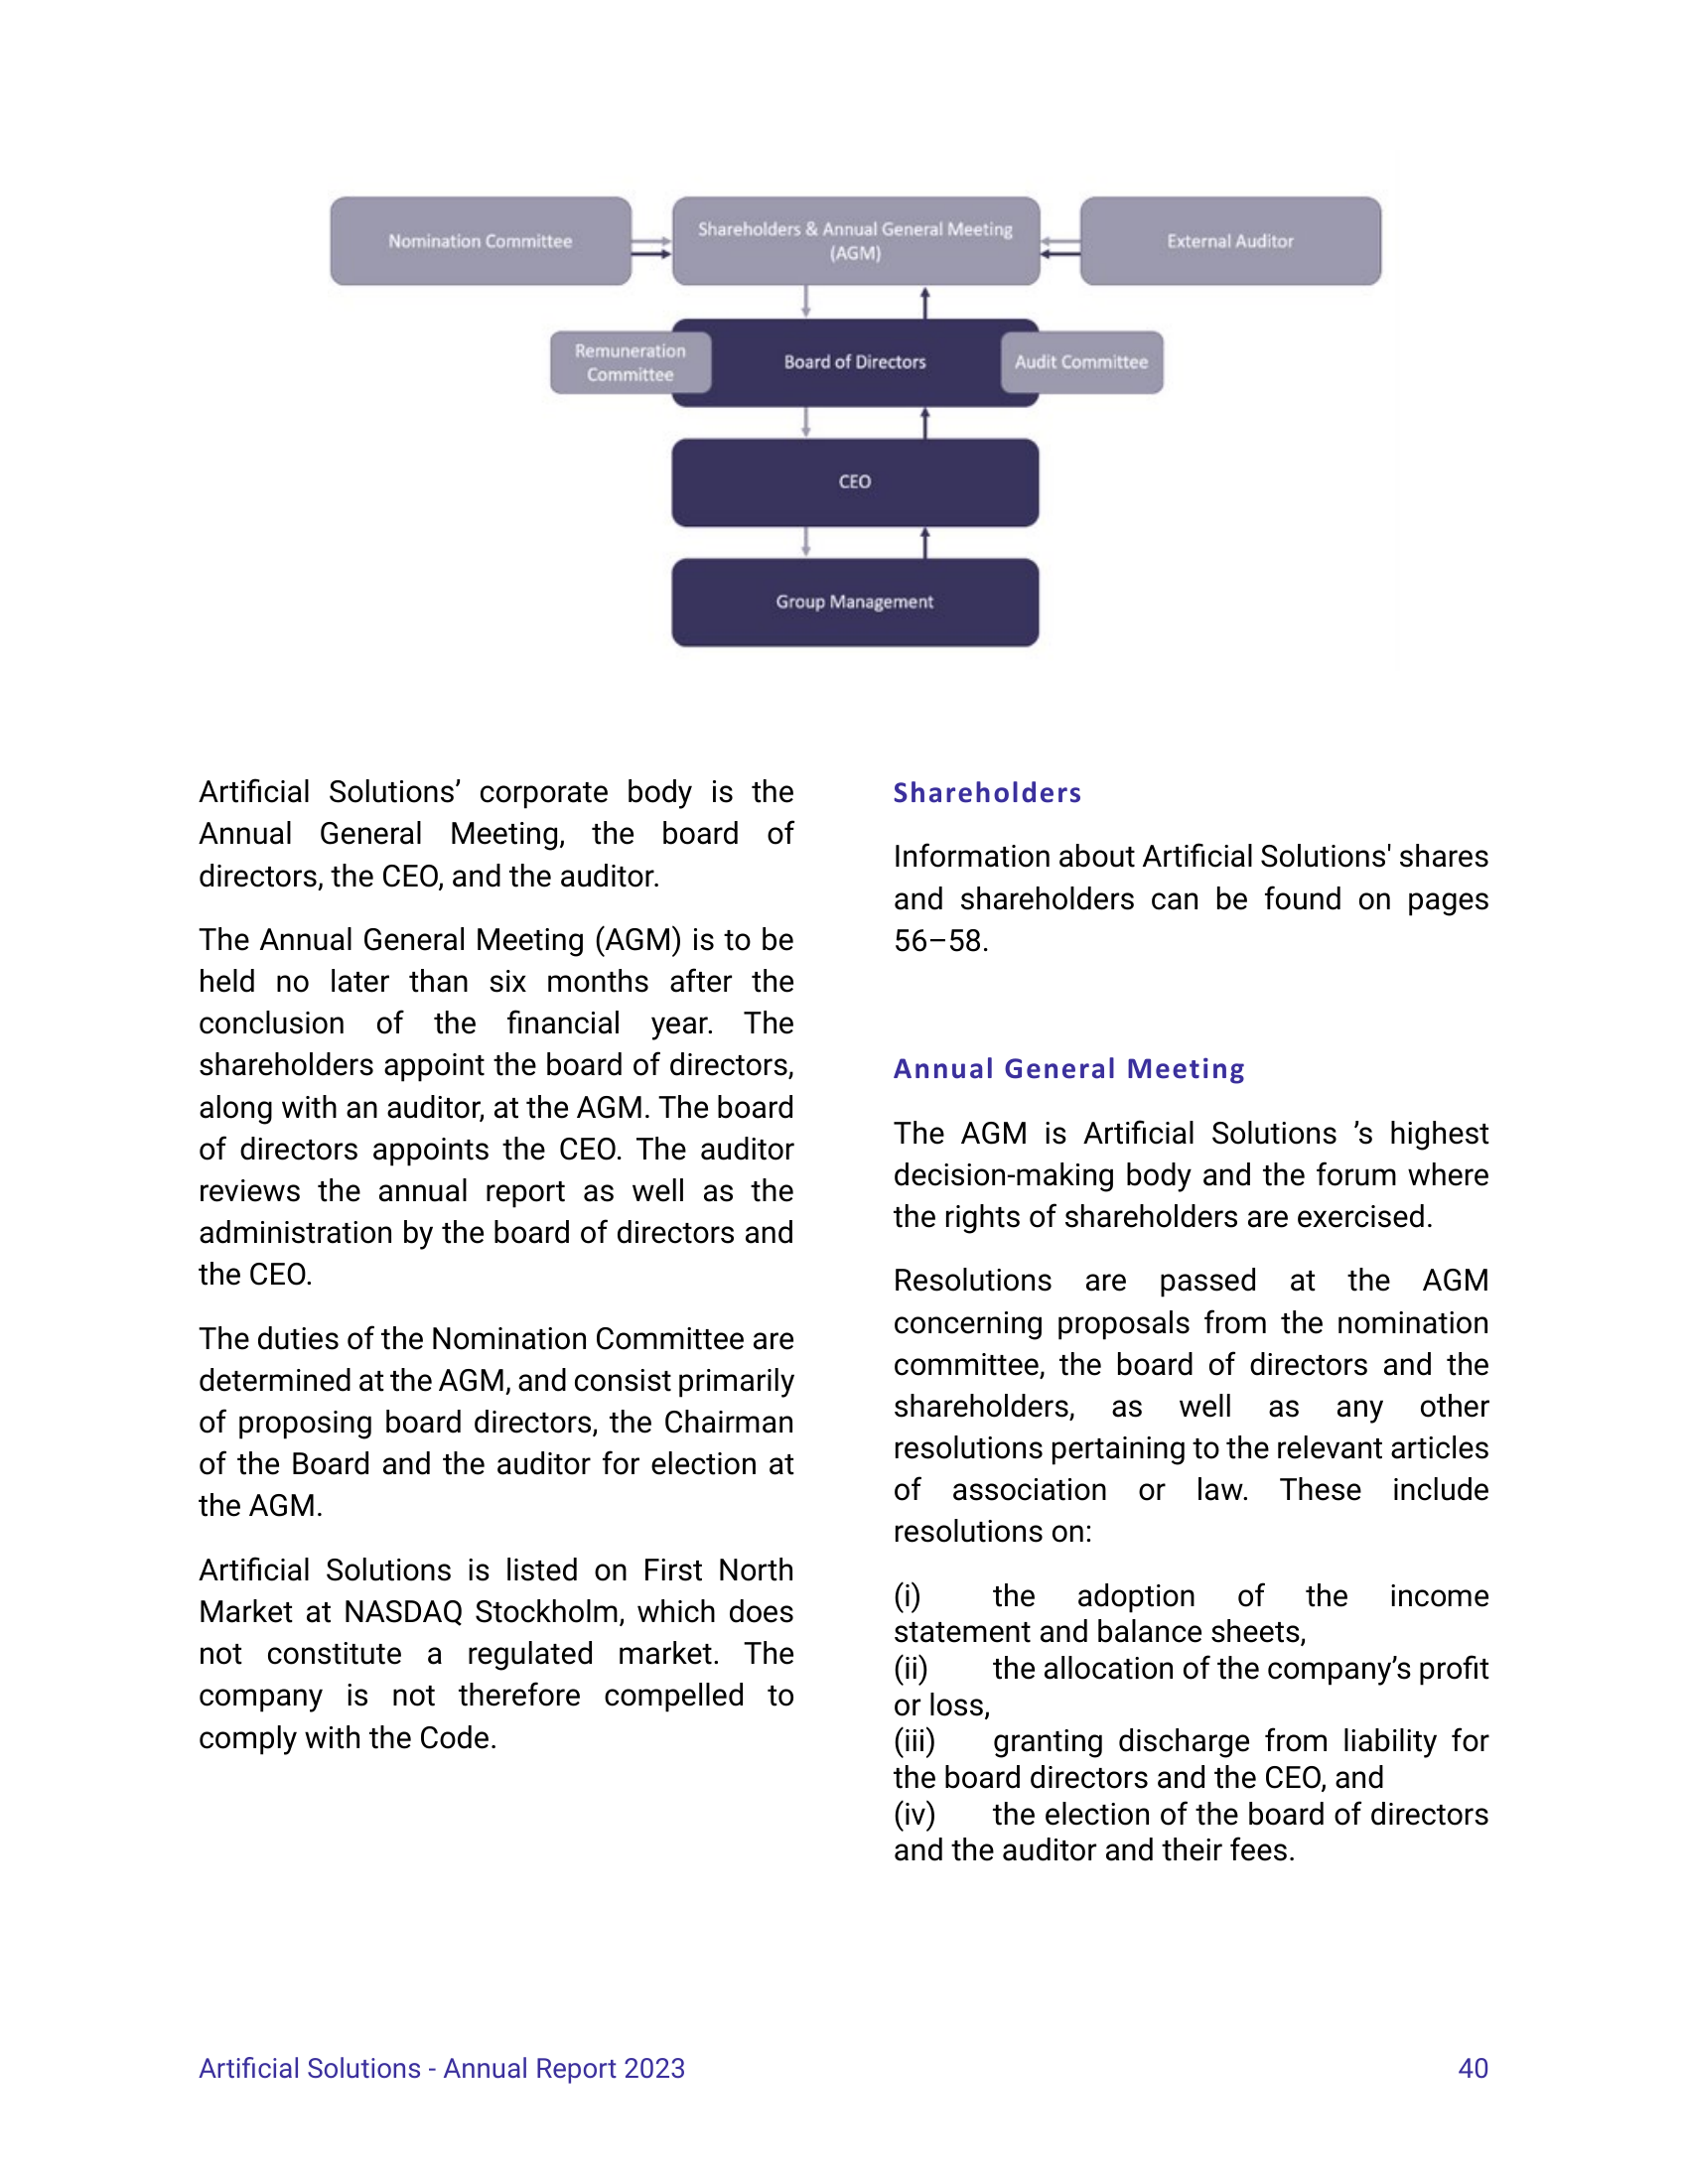 Nomination Committee
Shareholders & Annual General Meeting
(AGM)
External Auditor
Remuneration
Committee
Board of Directors
Audit Committee
CEO
Group Management
Artificial Solutions’ corporate body is the
Annual General Meeting, the board of
directors, the CEO, and the auditor.
The Annual General Meeting (AGM) is to be
held no later than six months after the
conclusion of the financial year. The
shareholders appoint the board of directors,
along with an auditor, at the AGM. The board
of directors appoints the CEO. The auditor
reviews the annual report as well as the
administration by the board of directors and
the CEO.
The duties of the Nomination Committee are
determined at the AGM, and consist primarily
of proposing board directors, the Chairman
of the Board and the auditor for election at
the AGM.
Artificial Solutions is listed on First North
Market at NASDAQ Stockholm, which does
not constitute a regulated market. The
company is not therefore compelled to
comply with the Code.
Shareholders
Information about Artificial Solutions' shares
and shareholders can be found on pages
56–58.
Annual General Meeting
The AGM is Artificial Solutions ’s highest
decision-making body and the forum where
the rights of shareholders are exercised.
Resolutions are passed at the AGM
concerning proposals from the nomination
committee, the board of directors and the
shareholders, as well as any other
resolutions pertaining to the relevant articles
of association or law. These include
resolutions on:
(i) the adoption of the income
statement and balance sheets,
(ii) the allocation of the company’s profit
or loss,
(iii) granting discharge from liability for
the board directors and the CEO, and
(iv) the election of the board of directors
and the auditor and their fees.
Artificial Solutions - Annual Report 2023
40